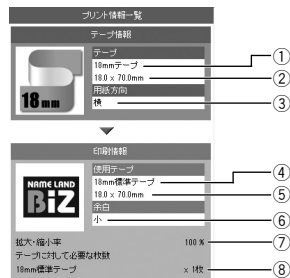 プリント情報一覧
テープ情報
テープ
18mmテープ
18.0 x 70.0mm
用紙方向
横
18 mm
①
②
③
印刷情報
使用テープ
18mm標準テープ
18.0 x 70.0mm
余白
小
NAME LAND
BiZ
④
⑤
⑥
拡大・縮小率 100 %
⑦
テープに対して必要な枚数
18mm標準テープ × 1枚
⑧